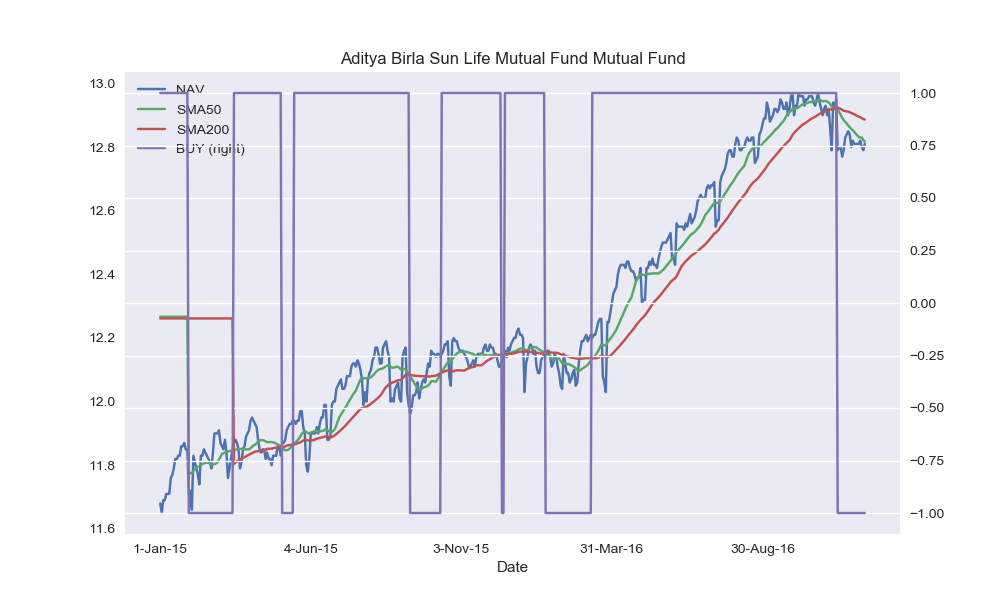 Aditya Birla Sun Life Mutual Fund Mutual Fund
NAV
SMA50
SMA200
BUY (right)
13.0
12.8
12.6
12.4
12.2
12.0
11.8
11.6
1.00
0.75
0.50
0.25
0.00
−0.25
−0.50
−0.75
−1.00
1-Jan-15 4-Jun-15 3-Nov-15 31-Mar-16 30-Aug-16
Date